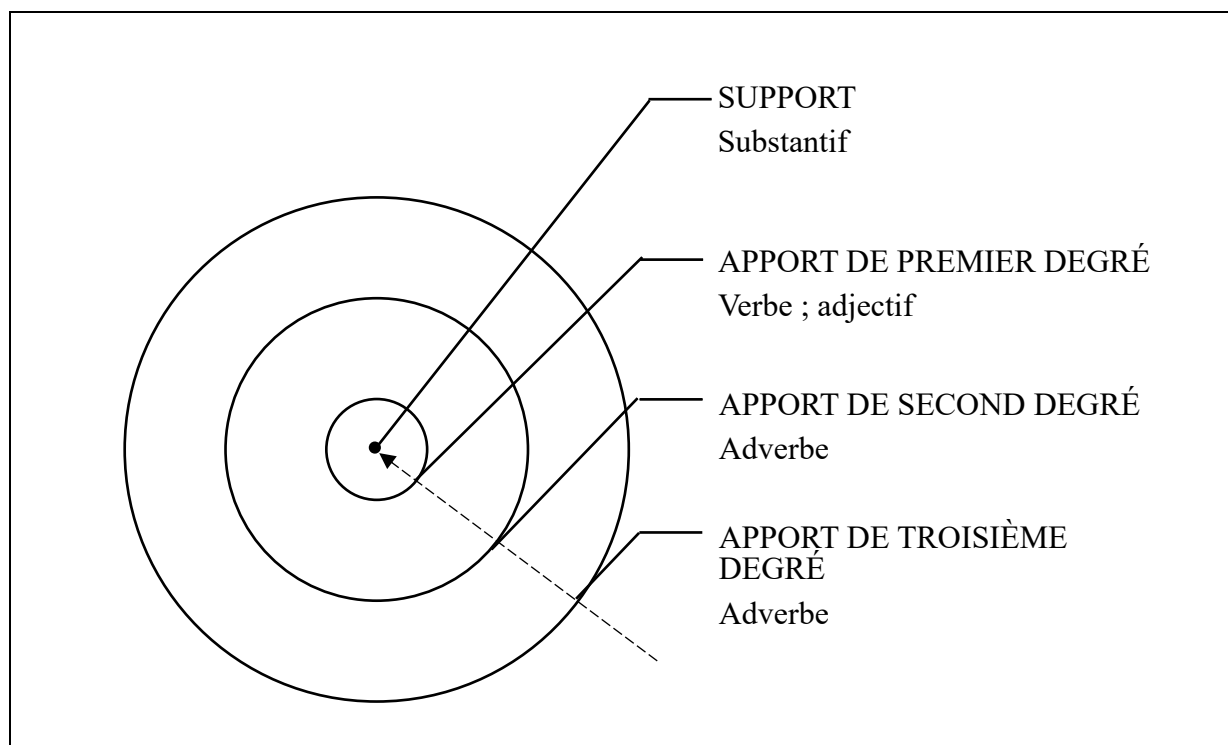 SUPPORT
Substantif
APPORT DE PREMIER DEGRÉ
Verbe ; adjectif
APPORT DE SECOND DEGRÉ
Adverbe
APPORT DE TROISIÈME
DEGRÉ
Adverbe